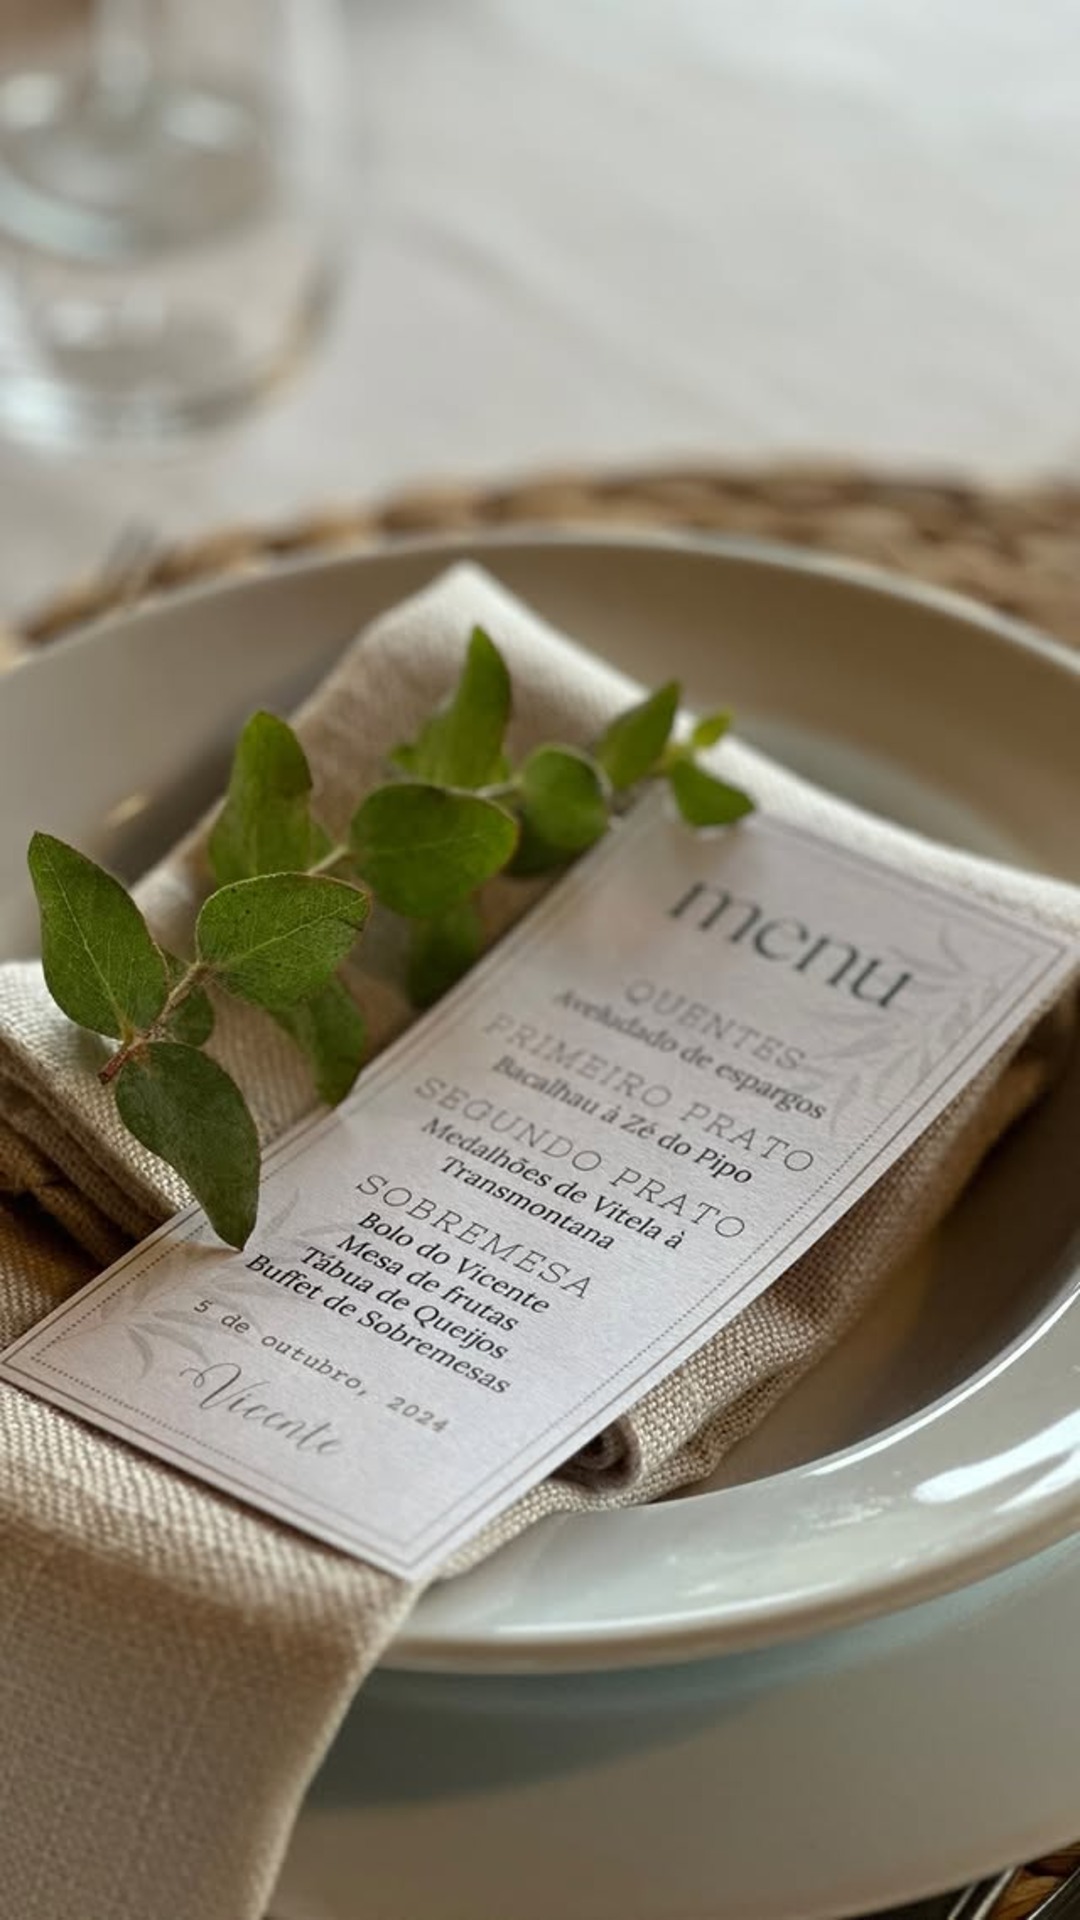 menu
QUENTES
Aveludado de espargos
PRIMEIRO PRATO
Bacalhau à Zé do Pipo
SEGUNDO PRATO
Medalhões de Vitela à
Transmontana
SOBREMESA
Bolo do Vicente
Mesa de frutas
Tábua de Queijos
Buffet de Sobremesas
5 de outubro, 2024
Vicente